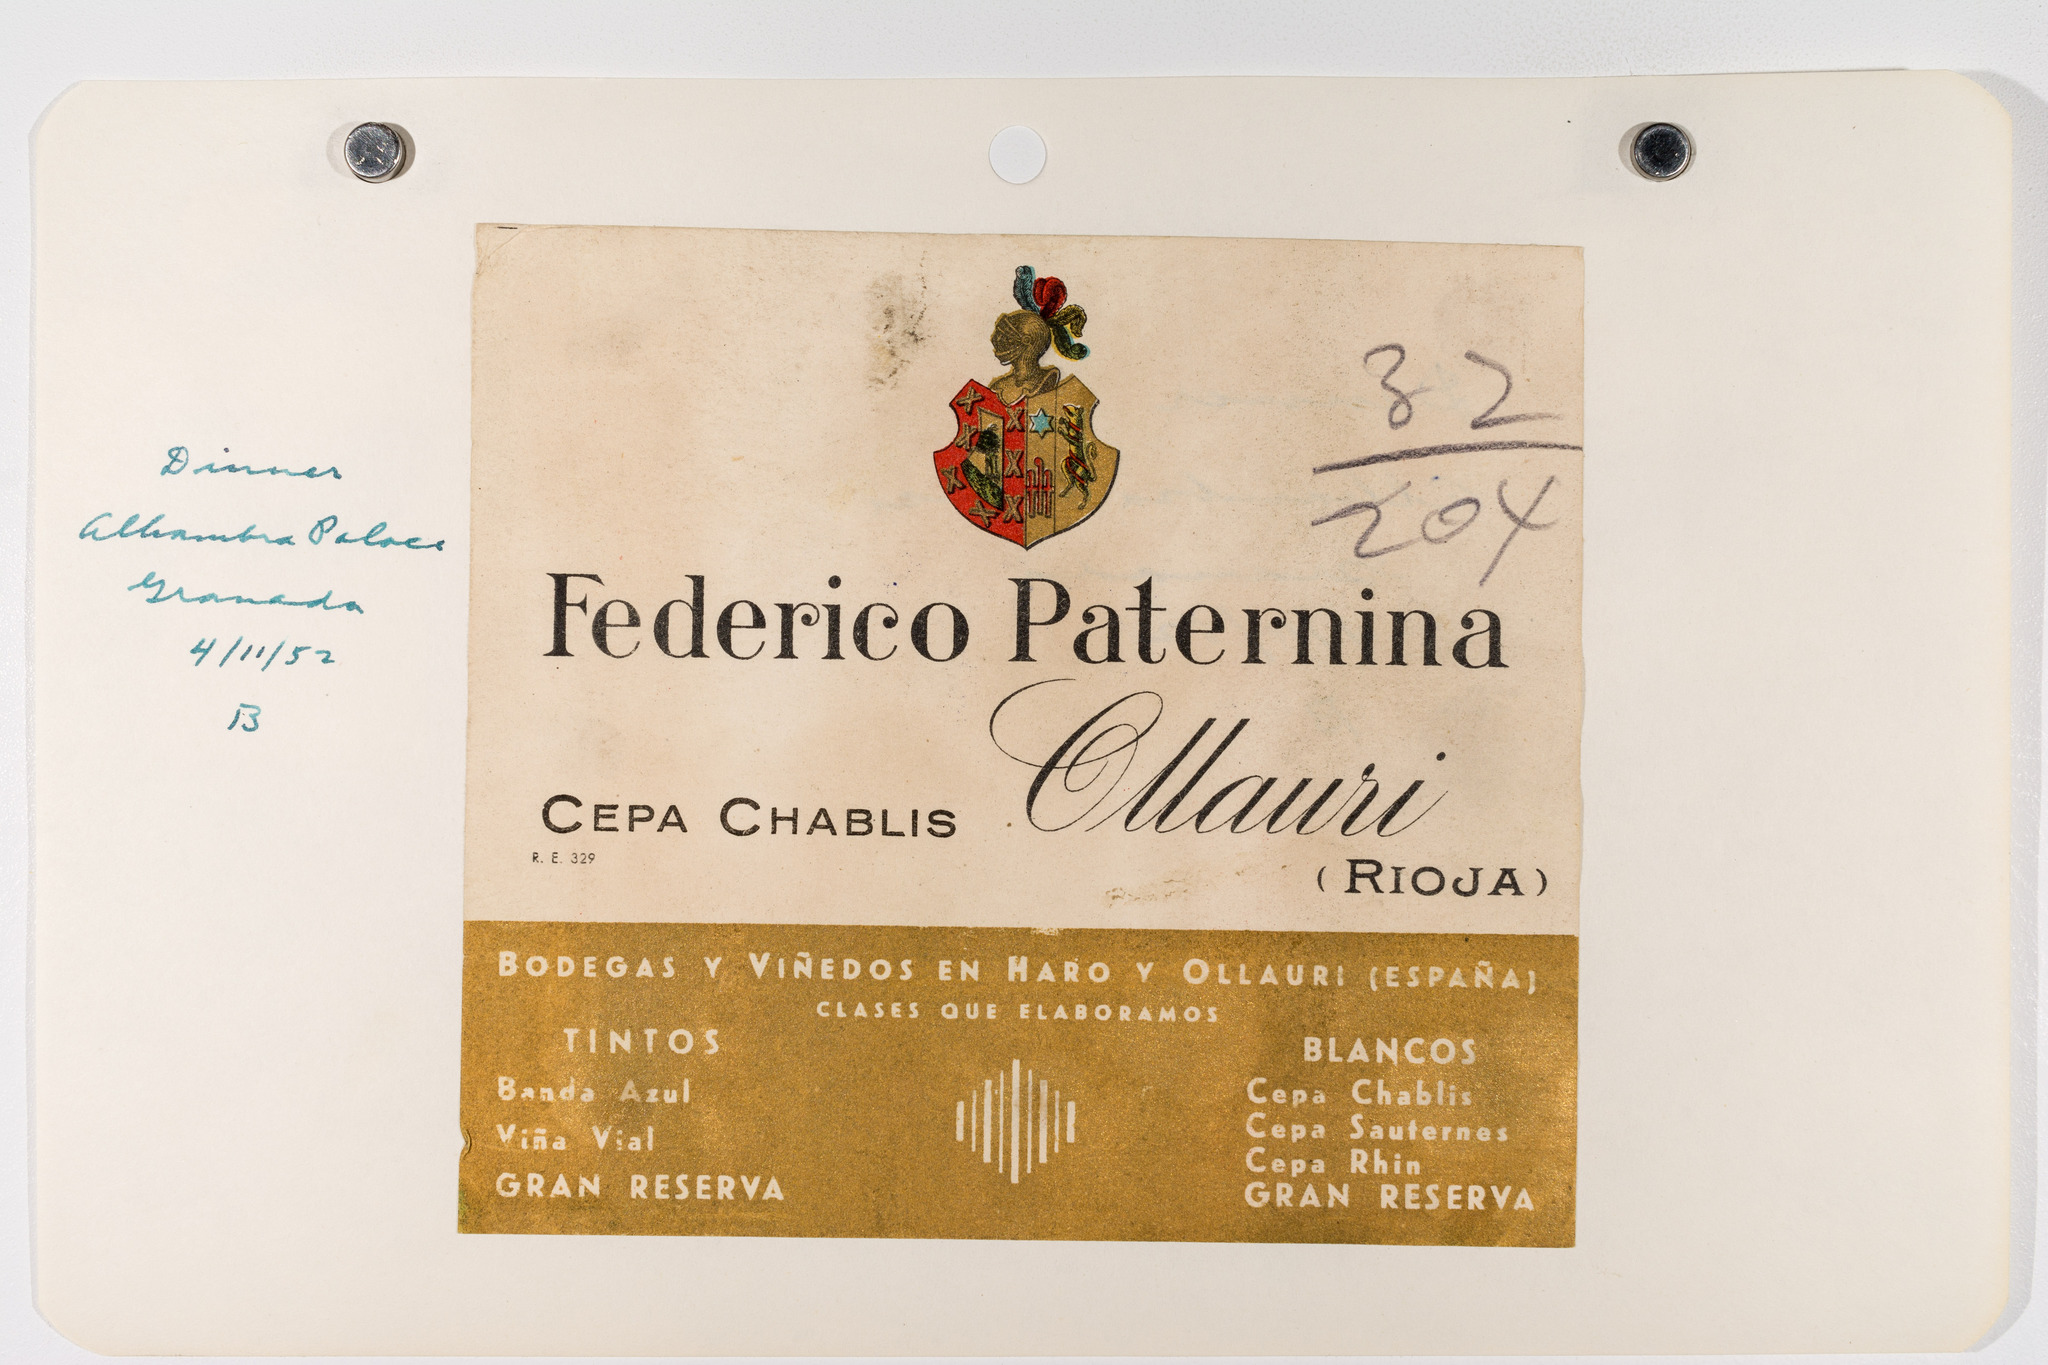 Dinner
Alhambra Palace
Granada
4/11/52
B
32
204
Federico Paternina
Ollauri
CEPA CHABLIS
R. E. 329
(RIOJA)
BODEGAS Y VIÑEDOS EN HARO Y OLLAURI (ESPAÑA)
CLASES QUE ELABORAMOS
TINTOS
Banda Azul
Viña Vial
GRAN RESERVA
BLANCOS
Cepa Chablis
Cepa Sauternes
Cepa Rhin
GRAN RESERVA